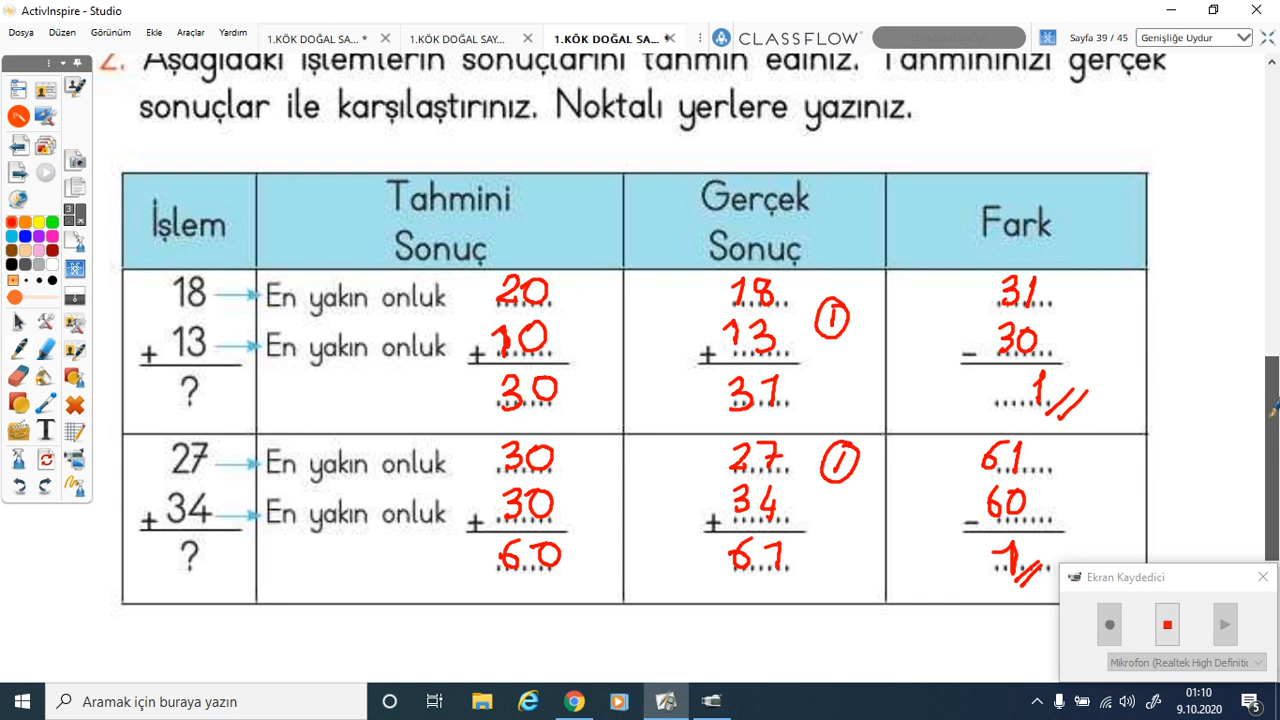 ActivInspire - Studio
Dosya Düzen Görünüm Ekle Araçlar Yardım
1.KÖK DOĞAL SA... * 1.KÖK DOĞAL SAY... 1.KÖK DOĞAL SA... * CLASSFLOW Sayfa 39 / 45 Genişliğe Uydur
2. Aşağıdaki işlemlerin sonuçlarını tahmin ediniz. Tahmininizi gerçek
sonuçlar ile karşılaştırınız. Noktalı yerlere yazınız.
İşlem Tahmini Sonuç Gerçek Sonuç Fark
18 En yakın onluk 20 18 31
+ 13 En yakın onluk + 10 + 13 1 - 30
? 30 31 1
27 En yakın onluk 30 27 1 61
+ 34 En yakın onluk + 30 + 34 - 60
? 60 61 1
Ekran Kaydedici
Mikrofon (Realtek High Definitic
Aramak için buraya yazın
01:10
9.10.2020
5